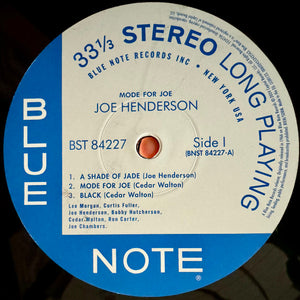 33⅓ STEREO LONG PLAYING
BLUE NOTE RECORDS INC • NEW YORK USA
MODE FOR JOE
JOE HENDERSON
BST 84227
Side I
(BNST 84227-A)
1. A SHADE OF JADE (Joe Henderson)
2. MODE FOR JOE (Cedar Walton)
3. BLACK (Cedar Walton)
Lee Morgan, Curtis Fuller,
Joe Henderson, Bobby Hutcherson,
Cedar Walton, Ron Carter,
Joe Chambers.
BLUE
NOTE
®